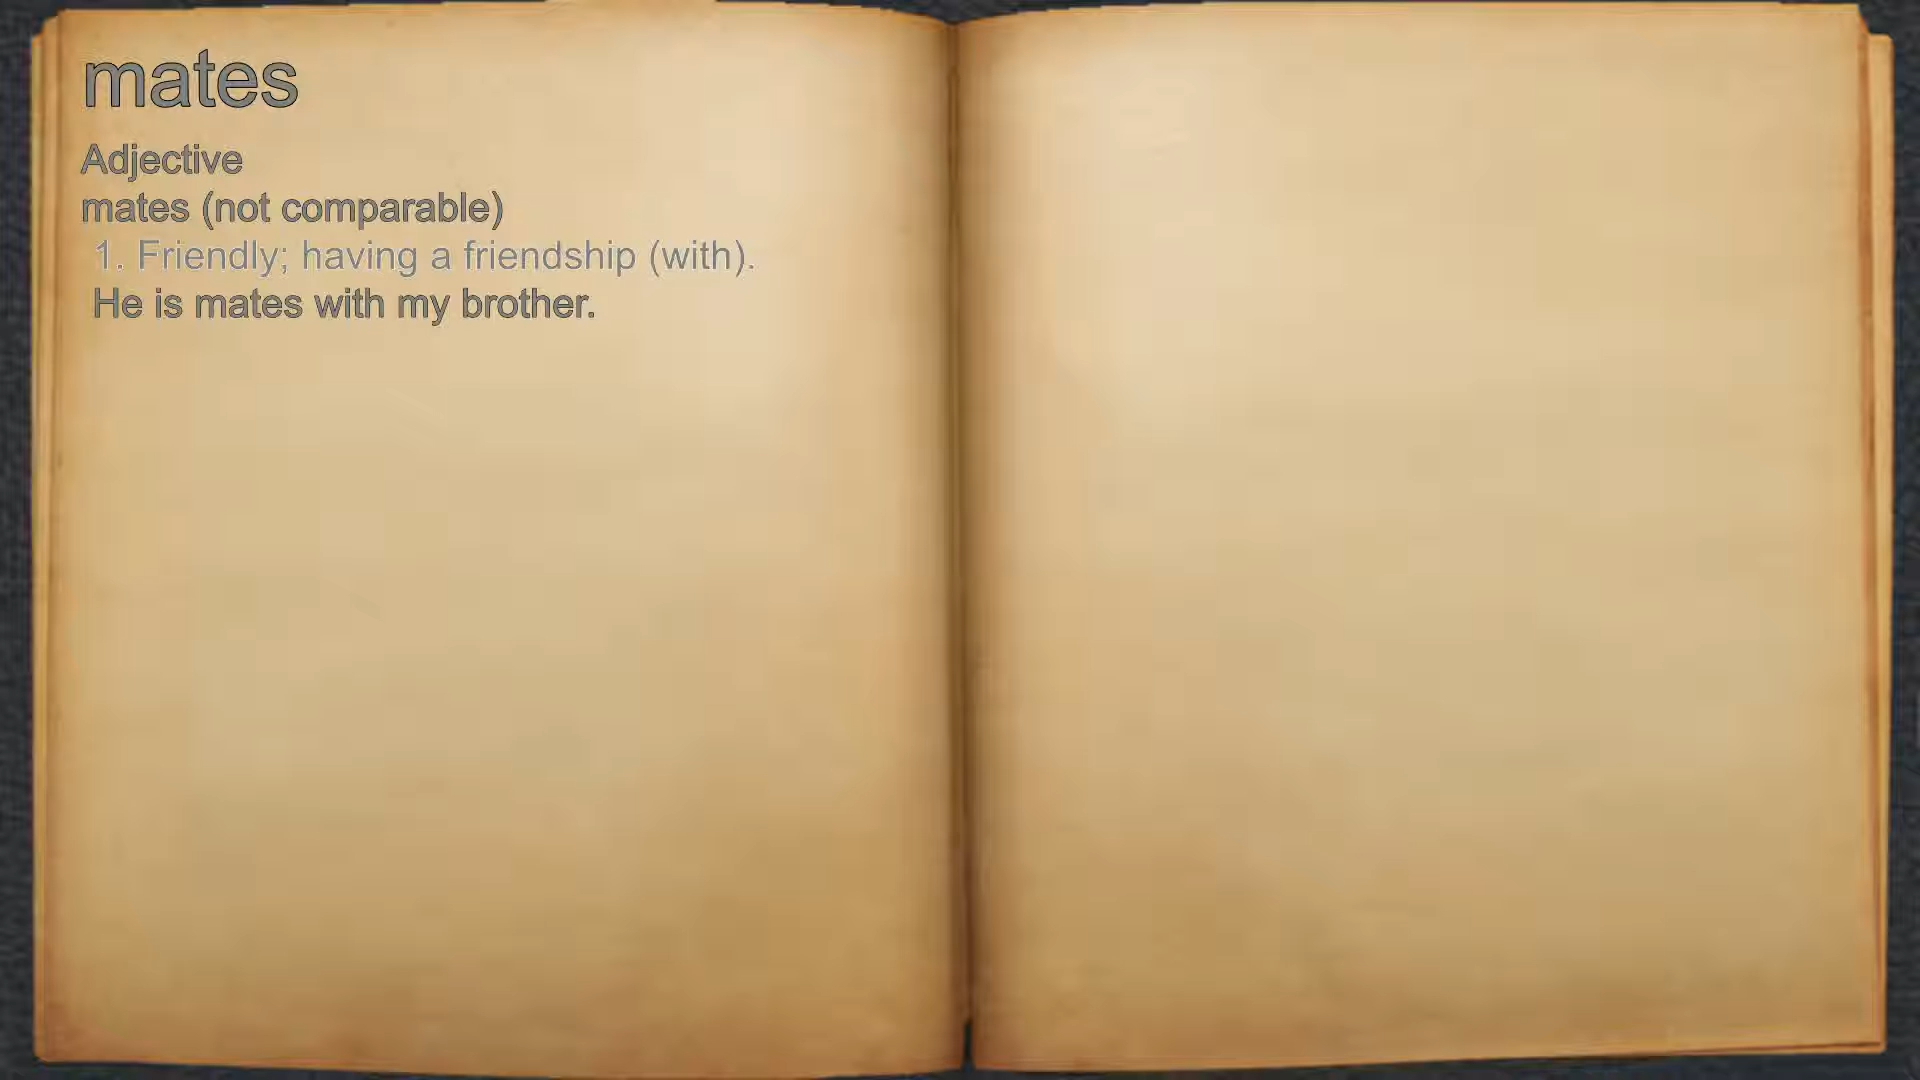 mates
Adjective
mates (not comparable)
1. Friendly; having a friendship (with).
He is mates with my brother.